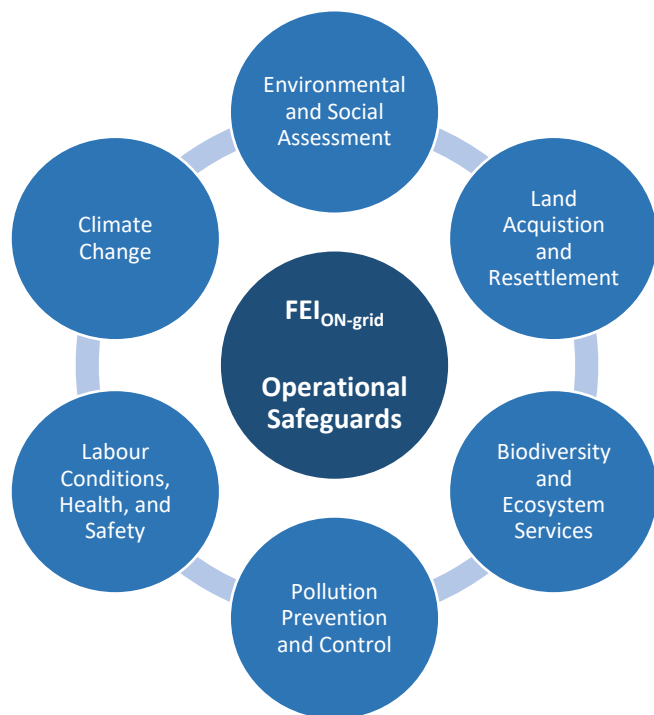 Environmental
and Social
Assessment
Land
Acquistion
and
Resettlement
Biodiversity
and
Ecosystem
Services
Pollution
Prevention
and Control
Labour
Conditions,
Health, and
Safety
Climate
Change
FEION-grid
Operational
Safeguards